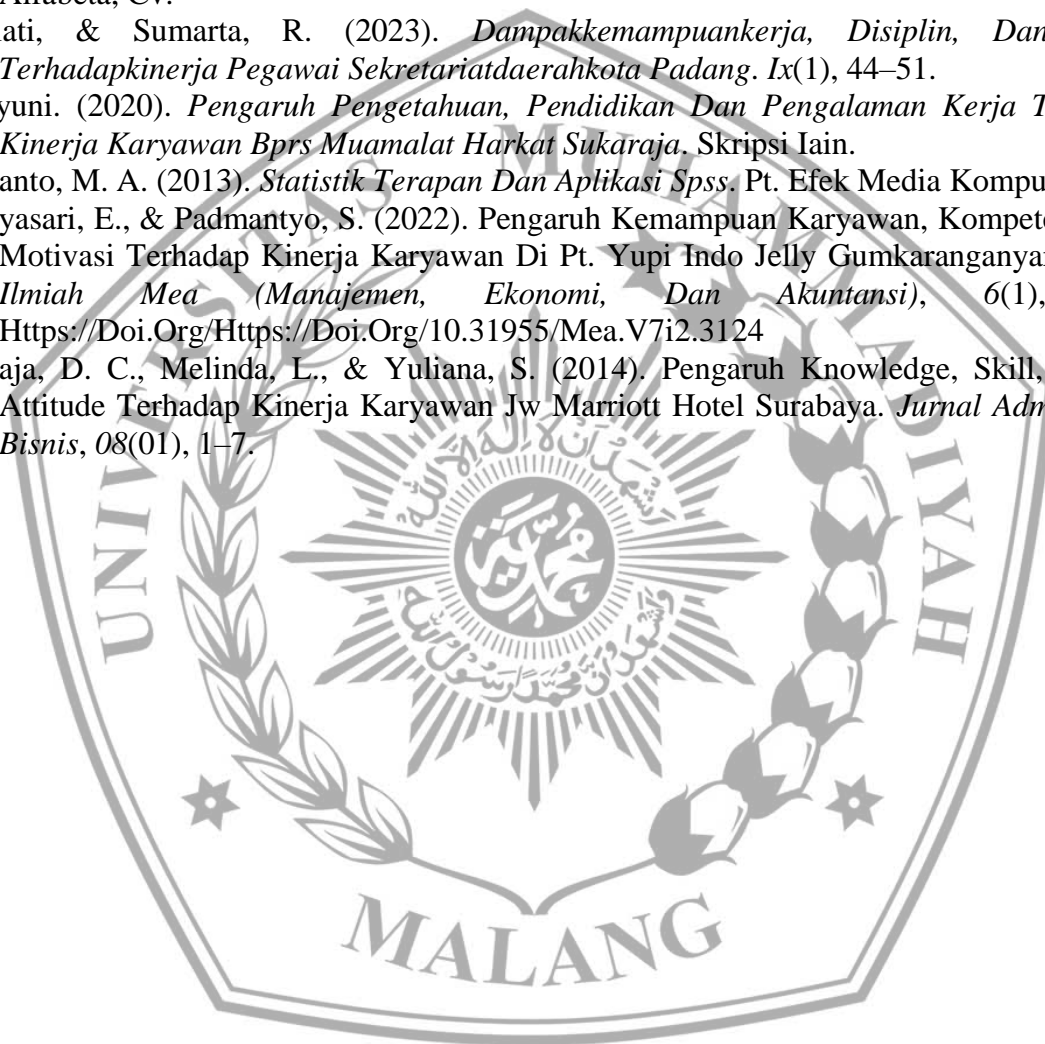 Alfabeta, Cv.
ati, & Sumarta, R. (2023). Dampakkemampuankerja, Disiplin, Dan
Terhadapkinerja Pegawai Sekretariatdaerahkota Padang. Ix(1), 44–51.
yuni. (2020). Pengaruh Pengetahuan, Pendidikan Dan Pengalaman Kerja T
Kinerja Karyawan Bprs Muamalat Harkat Sukaraja. Skripsi Iain.
anto, M. A. (2013). Statistik Terapan Dan Aplikasi Spss. Pt. Efek Media Kompu
yasari, E., & Padmantyo, S. (2022). Pengaruh Kemampuan Karyawan, Kompete
Motivasi Terhadap Kinerja Karyawan Di Pt. Yupi Indo Jelly Gumkaranganya
Ilmiah Mea (Manajemen, Ekonomi, Dan Akuntansi), 6(1),
Https://Doi.Org/Https://Doi.Org/10.31955/Mea.V7i2.3124
aja, D. C., Melinda, L., & Yuliana, S. (2014). Pengaruh Knowledge, Skill,
Attitude Terhadap Kinerja Karyawan Jw Marriott Hotel Surabaya. Jurnal Adm
Bisnis, 08(01), 1–7.
UNIVERSITAS MUHAMMADIYAH
MALANG